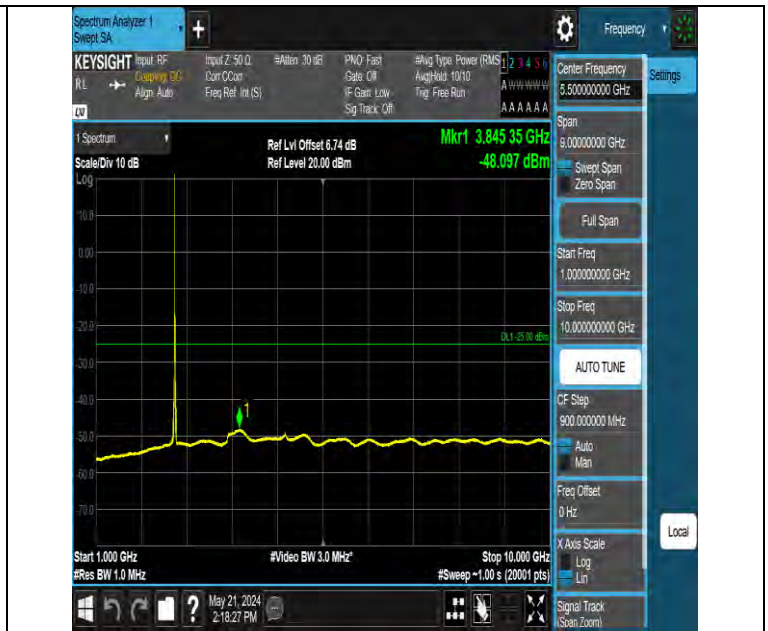 Spectrum Analyzer 1
Swept SA
Frequency
KEYSIGHT
Input: RF
Coupling: DC
Align: Auto
Input Z: 50 Ω
Corr CCorr
Freq Ref: Int (S)
#Atten: 30 dB
PNO: Fast
Gate: Off
IF Gain: Low
Sig Track: Off
#Avg Type: Power (RMS
Avg|Hold: 10/10
Trig: Free Run
1 2 3 4 5 6
A W W W W W
A A A A A A
RL
1 Spectrum
Scale/Div 10 dB
Log
Ref Lvl Offset 6.74 dB
Ref Level 20.00 dBm
Mkr1 3.845 35 GHz
-48.097 dBm
10.0
0.00
-10.0
-20.0
-30.0
-40.0
-50.0
-60.0
-70.0
DL1 -25.00 dBm
1
Start 1.000 GHz
#Res BW 1.0 MHz
#Video BW 3.0 MHz*
Stop 10.000 GHz
#Sweep ~1.00 s (20001 pts)
Center Frequency
5.500000000 GHz
Settings
Span
9.00000000 GHz
Swept Span
Zero Span
Full Span
Start Freq
1.000000000 GHz
Stop Freq
10.000000000 GHz
AUTO TUNE
CF Step
900.000000 MHz
Auto
Man
Freq Offset
0 Hz
X Axis Scale
Log
Lin
Signal Track
(Span Zoom)
Local
?
May 21, 2024
2:18:27 PM